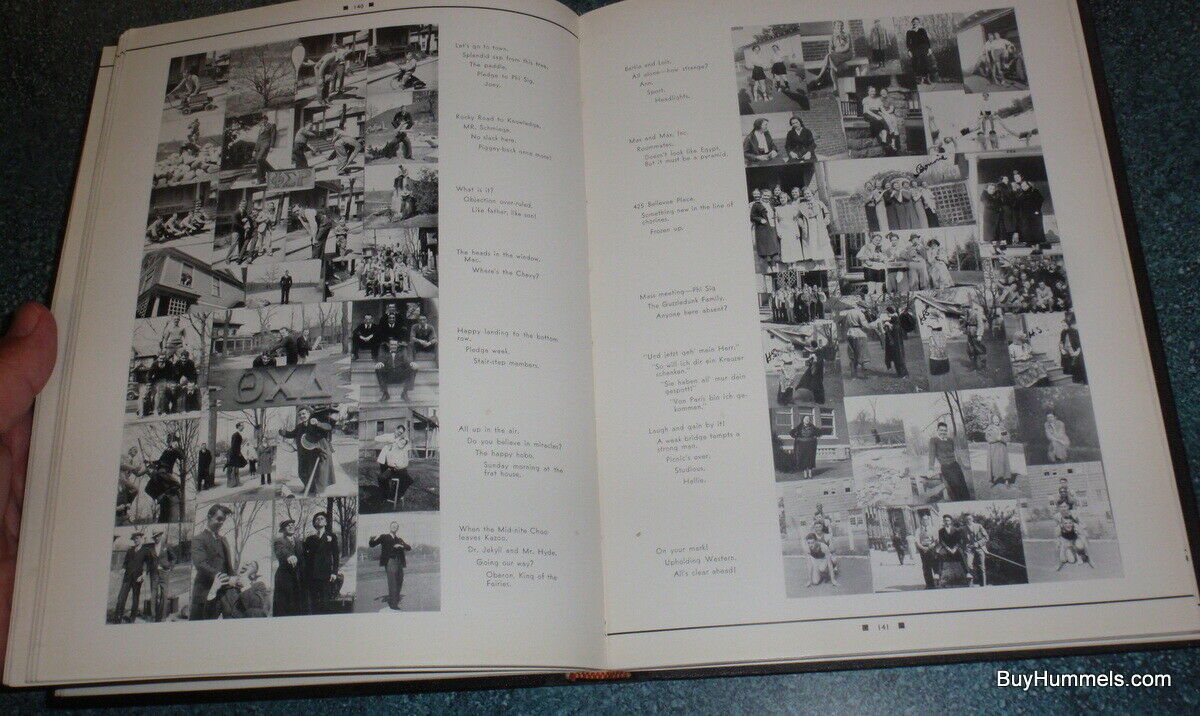 140
Let's go to town.
Splendid sap from this tree.
The paddle.
Pledge to Phi Sig.
Joey.
Rocky Road to Knowledge.
MR. Schmiege.
No slack here.
Piggey-back once more!
What is it?
Objection over-ruled.
Like father, like son!
The heads in the window.
Mac.
Where's the Chevy?
Happy landing to the bottom
row.
Pledge week.
Stair-step members.
All up in the air.
Do you believe in miracles?
The happy hobo.
Sunday morning at the
frat house.
When the Mid-nite Choo
leaves Kazoo.
Dr. Jekyll and Mr. Hyde.
Going our way?
Oberon, King of the
Fairies.
ΘΧΔ
Bettie and Lois.
All alone—how strange?
Arm.
Sport.
Headlights.
Max and Max, Inc.
Roommates.
Doesn't look like Egypt.
But it must be a pyramid.
425 Bellevue Place.
Something new in the line of
chorines.
Frozen up.
Mass meeting—Phi Sig
The Guzzledunk Family.
Anyone here absent?
"Und jetzt geh' mein Herr."
"So will ich dir ein Kreuzer
schenken."
"Sie haben all' mur dein
gespott!"
"Von Paris bin ich ge-
kommen."
Laugh and gain by it!
A weak bridge tempts a
strong man.
Picnic's over.
Studious.
Hellie.
On your mark!
Upholding Western.
All's clear ahead!
141
BuyHummels.com